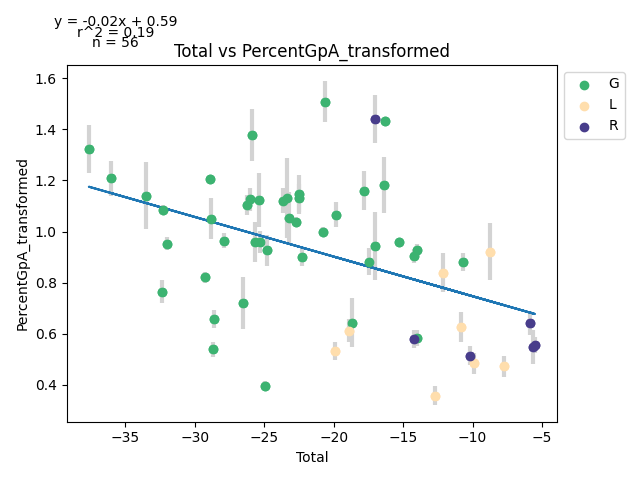 y = -0.02x + 0.59
r^2 = 0.19
n = 56
Total vs PercentGpA_transformed
1.6
1.4
1.2
1.0
0.8
0.6
0.4
PercentGpA_transformed
−35
−30
−25
−20
−15
−10
−5
Total
G
L
R